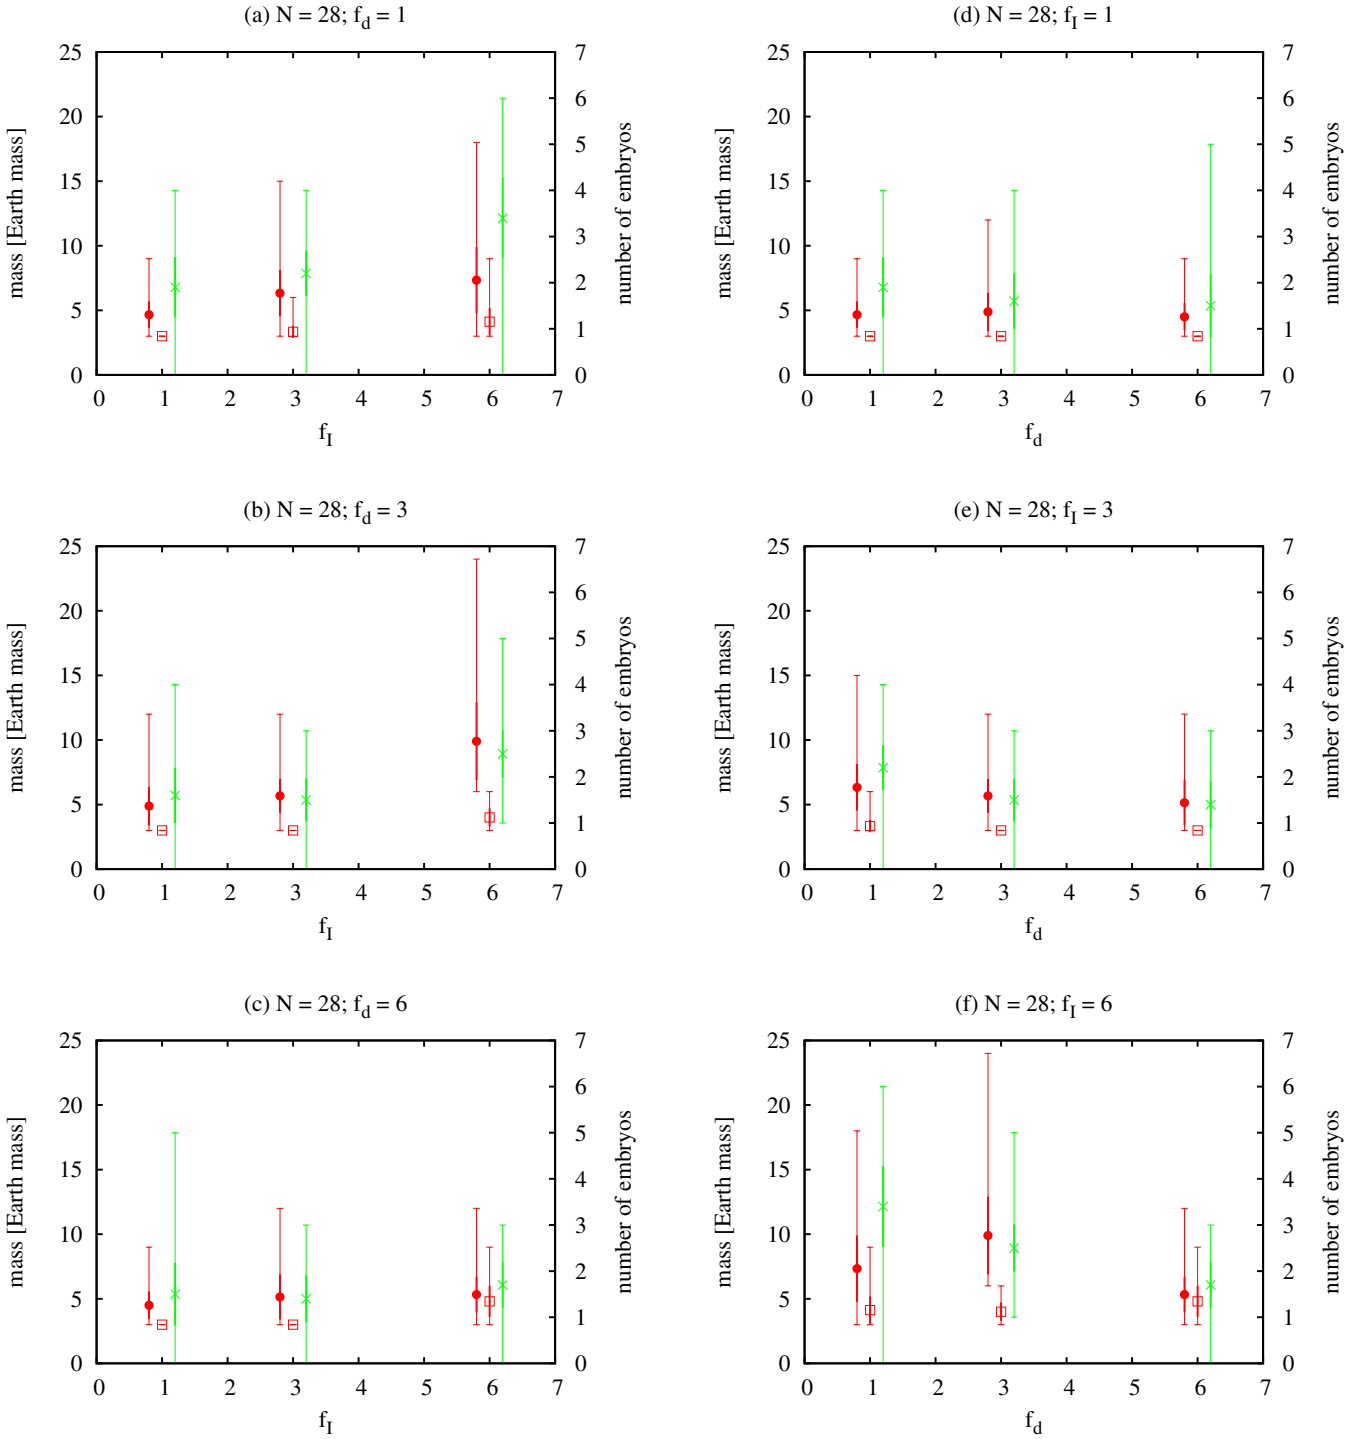 (a) N = 28; f_d = 1
25
20
15
10
5
0
0 1 2 3 4 5 6 7
7
6
5
4
3
2
1
0
mass [Earth mass]
number of embryos
f_I
(d) N = 28; f_I = 1
25
20
15
10
5
0
0 1 2 3 4 5 6 7
7
6
5
4
3
2
1
0
mass [Earth mass]
number of embryos
f_d
(b) N = 28; f_d = 3
25
20
15
10
5
0
0 1 2 3 4 5 6 7
7
6
5
4
3
2
1
0
mass [Earth mass]
number of embryos
f_I
(e) N = 28; f_I = 3
25
20
15
10
5
0
0 1 2 3 4 5 6 7
7
6
5
4
3
2
1
0
mass [Earth mass]
number of embryos
f_d
(c) N = 28; f_d = 6
25
20
15
10
5
0
0 1 2 3 4 5 6 7
7
6
5
4
3
2
1
0
mass [Earth mass]
number of embryos
f_I
(f) N = 28; f_I = 6
25
20
15
10
5
0
0 1 2 3 4 5 6 7
7
6
5
4
3
2
1
0
mass [Earth mass]
number of embryos
f_d